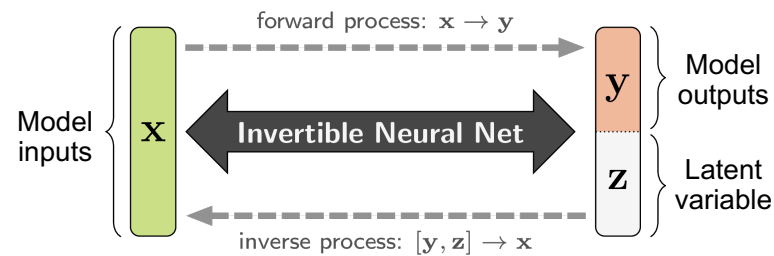 forward process: x → y
Model
inputs
x
Invertible Neural Net
y
z
Model
outputs
Latent
variable
inverse process: [y, z] → x